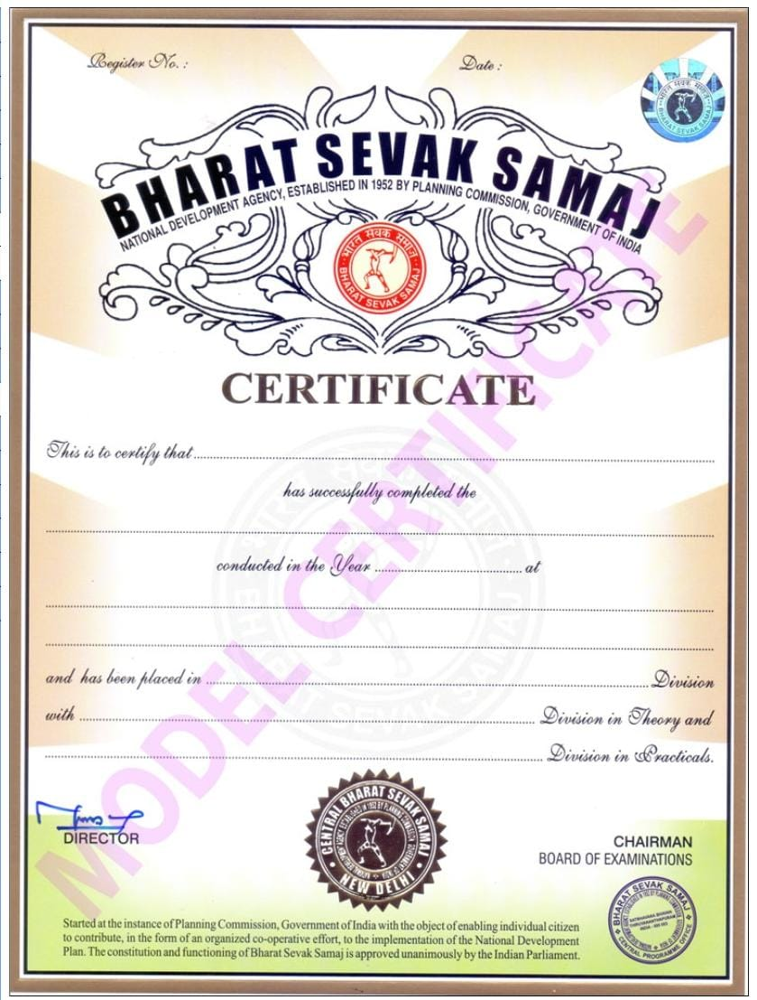 Register No. :
Date :
भारत सेवक समाज
BHARAT SEVAK SAMAJ
BHARAT SEVAK SAMAJ
NATIONAL DEVELOPMENT AGENCY, ESTABLISHED IN 1952 BY PLANNING COMMISSION, GOVERNMENT OF INDIA
भारत सेवक समाज
BHARAT SEVAK SAMAJ
CERTIFICATE
This is to certify that
has successfully completed the
conducted in the Year at
and has been placed in Division
with Division in Theory and
Division in Practicals.
MODEL CERTIFICATE
DIRECTOR
CENTRAL BHARAT SEVAK SAMAJ
NEW DELHI
CHAIRMAN
BOARD OF EXAMINATIONS
BHARAT SEVAK SAMAJ
CENTRAL PROGRAMME OFFICE
Started at the instance of Planning Commission, Government of India with the object of enabling individual citizen
to contribute, in the form of an organized co-operative effort, to the implementation of the National Development
Plan. The constitution and functioning of Bharat Sevak Samaj is approved unanimously by the Indian Parliament.